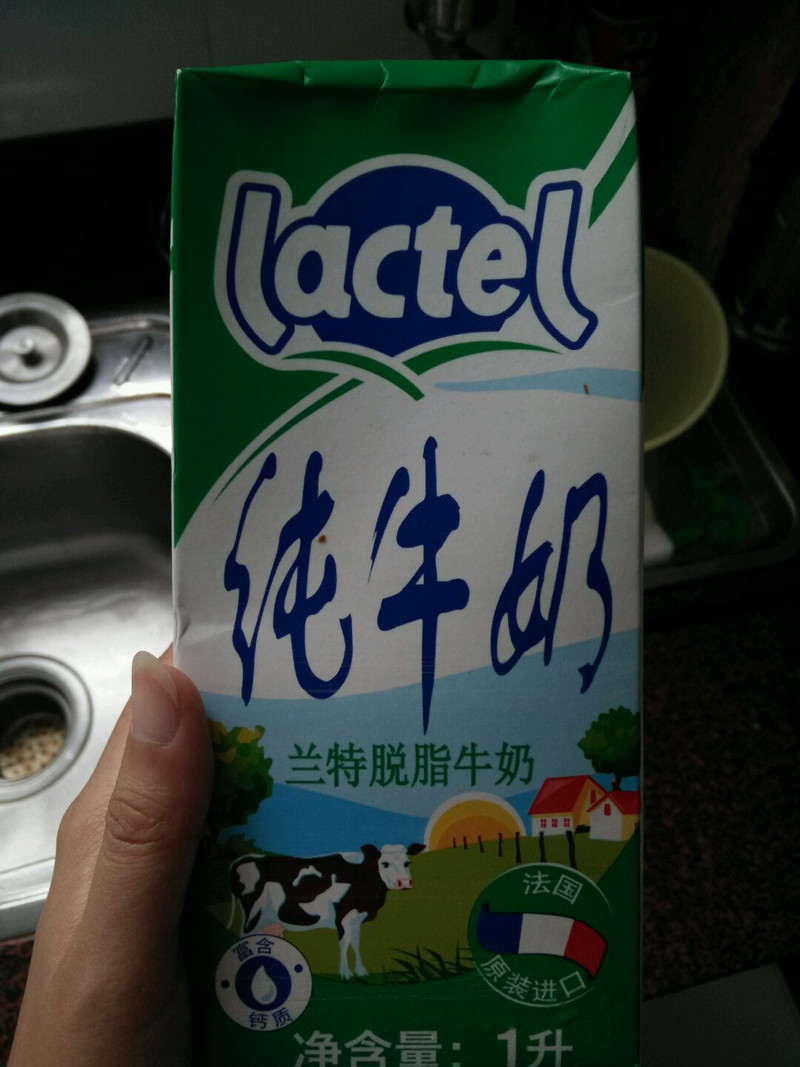 lactel
纯牛奶
兰特脱脂牛奶
法国
原装进口
富含
钙质
净含量：1升